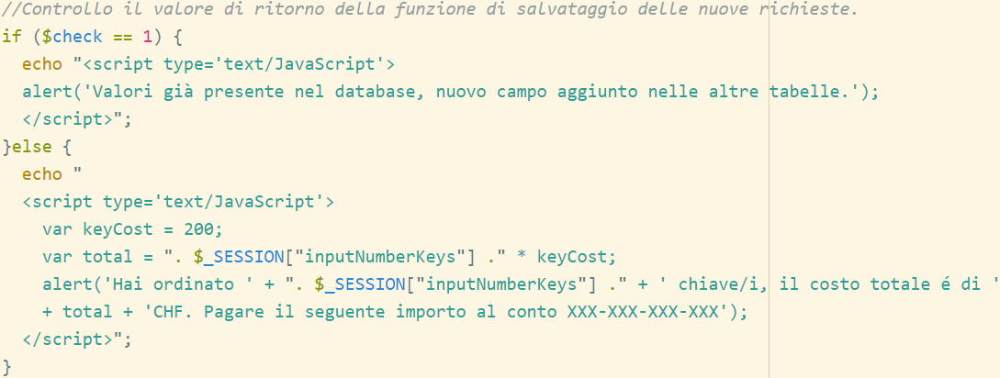 //Controllo il valore di ritorno della funzione di salvataggio delle nuove richieste.
if ($check == 1) {
  echo "<script type='text/JavaScript'>
  alert('Valori già presente nel database, nuovo campo aggiunto nelle altre tabelle.');
  </script>";
}else {
  echo "
  <script type='text/JavaScript'>
    var keyCost = 200;
    var total = ". $_SESSION["inputNumberKeys"] ." * keyCost;
    alert('Hai ordinato ' + ". $_SESSION["inputNumberKeys"] ." + ' chiave/i, il costo totale é di '
    + total + 'CHF. Pagare il seguente importo al conto XXX-XXX-XXX-XXX');
  </script>";
}